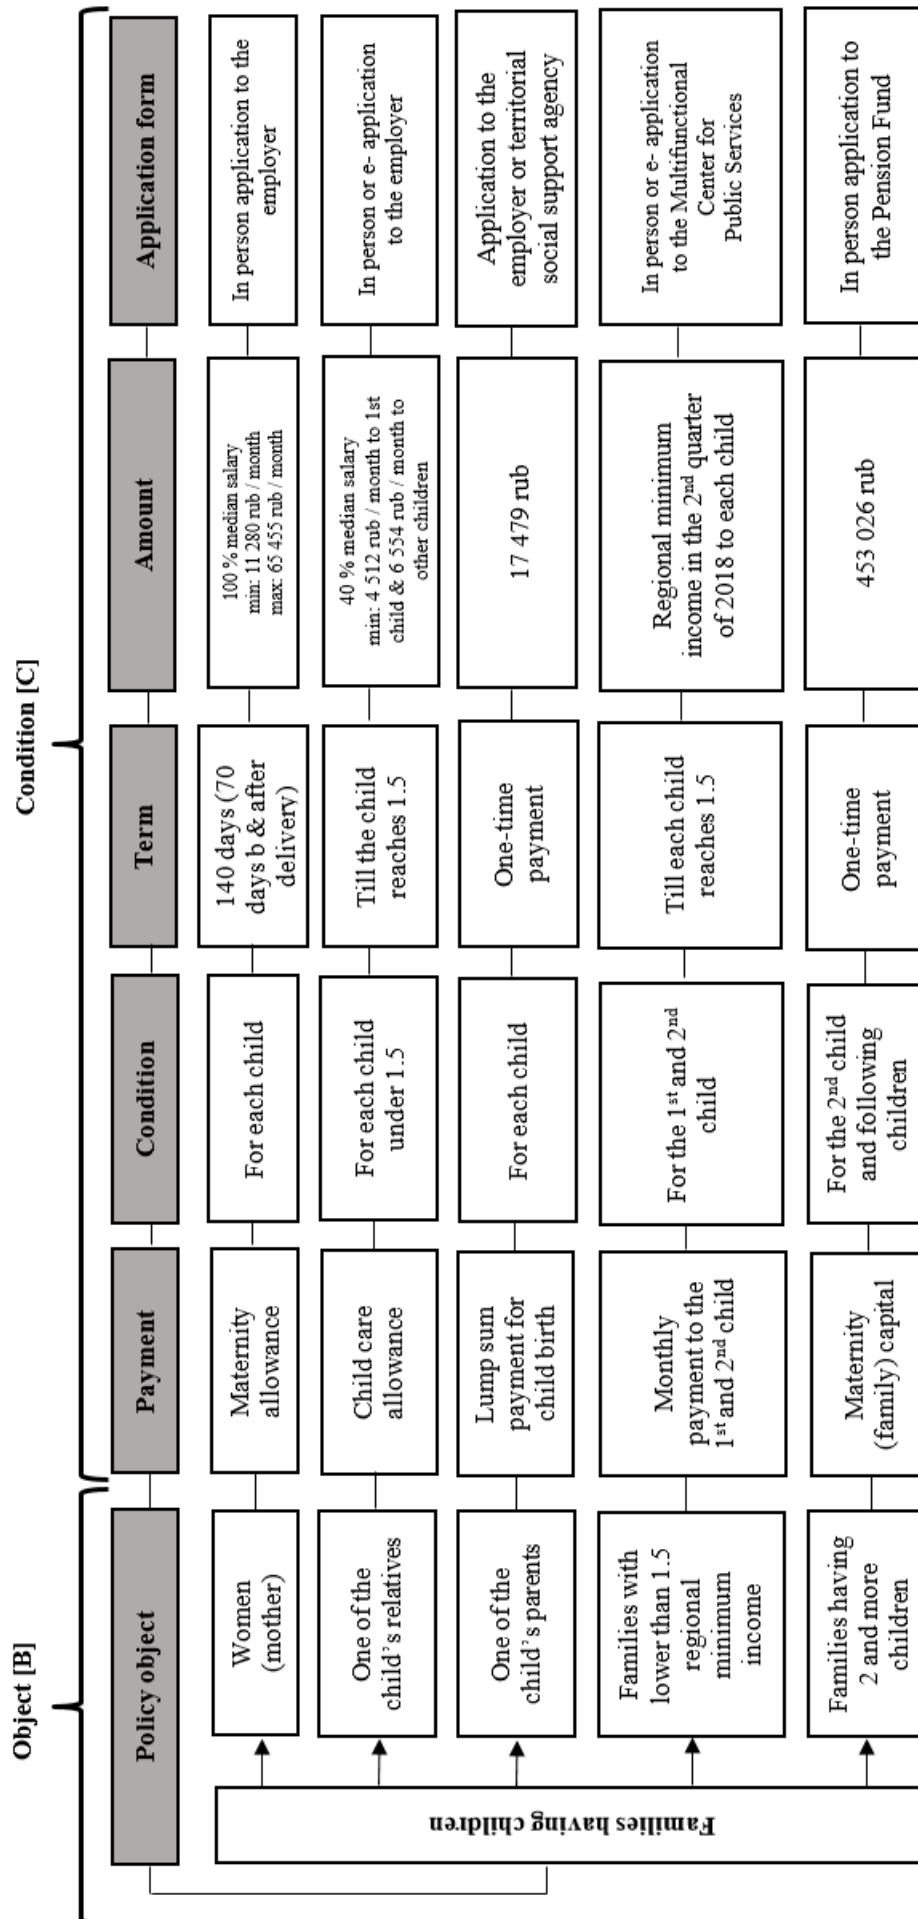 Object [B]
Condition [C]
Policy object
Payment
Condition
Term
Amount
Application form
Families having children
Women
(mother)
Maternity
allowance
For each child
140 days (70
days b & after
delivery)
100 % median salary
min: 11 280 rub / month
max: 65 455 rub / month
In person application to the
employer
One of the
child's relatives
Child care
allowance
For each child
under 1.5
Till the child
reaches 1.5
40 % median salary
min: 4 512 rub / month to 1st
child & 6 554 rub / month to
other children
In person or e- application
to the employer
One of the
child's parents
Lump sum
payment for
child birth
For each child
One-time
payment
17 479 rub
Application to the
employer or territorial
social support agency
Families with
lower than 1.5
regional
minimum
income
Monthly
payment to the
1st and 2nd child
For the 1st and 2nd
child
Till each child
reaches 1.5
Regional minimum
income in the 2nd quarter
of 2018 to each child
In person or e- application
to the Multifunctional
Center for
Public Services
Families having
2 and more
children
Maternity
(family) capital
For the 2nd child
and following
children
One-time
payment
453 026 rub
In person application to
the Pension Fund